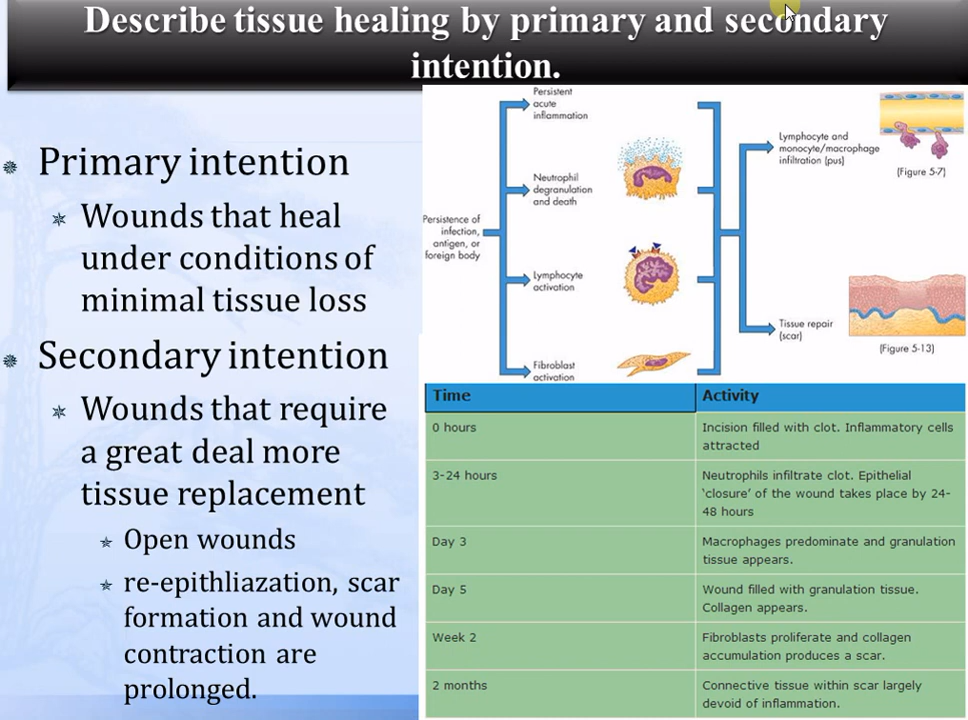 Describe tissue healing by primary and secondary
intention.
Primary intention
Wounds that heal
under conditions of
minimal tissue loss
Secondary intention
Wounds that require
a great deal more
tissue replacement
Open wounds
re-epithliazation, scar
formation and wound
contraction are
prolonged.
Persistence of
infection,
antigen, or
foreign body
Persistent
acute
inflammation
Neutrophil
degranulation
and death
Lymphocyte
activation
Fibroblast
activation
Lymphocyte and
monocyte/macrophage
infiltration (pus)
(Figure 5-7)
Tissue repair
(scar)
(Figure 5-13)
Time Activity
0 hours Incision filled with clot. Inflammatory cells
attracted
3-24 hours Neutrophils infiltrate clot. Epithelial
‘closure’ of the wound takes place by 24-
48 hours
Day 3 Macrophages predominate and granulation
tissue appears.
Day 5 Wound filled with granulation tissue.
Collagen appears.
Week 2 Fibroblasts proliferate and collagen
accumulation produces a scar.
2 months Connective tissue within scar largely
devoid of inflammation.